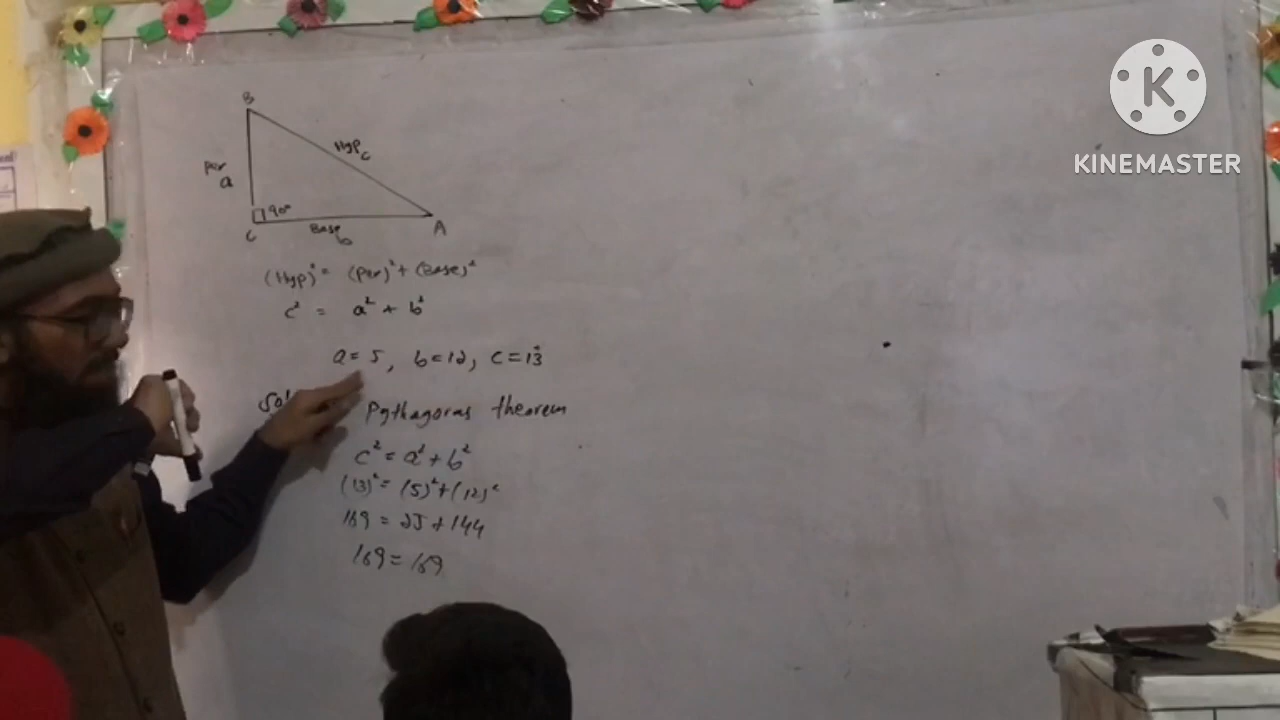 B
Hyp c
Per
a
90°
C
Base
b
A
(Hyp)² = (Per)² + (Base)²
c² = a² + b²
a = 5, b = 12, c = 13
Sol
Pythagoras theorem
c² = a² + b²
(13)² = (5)² + (12)²
169 = 25 + 144
169 = 169
K
KINEMASTER